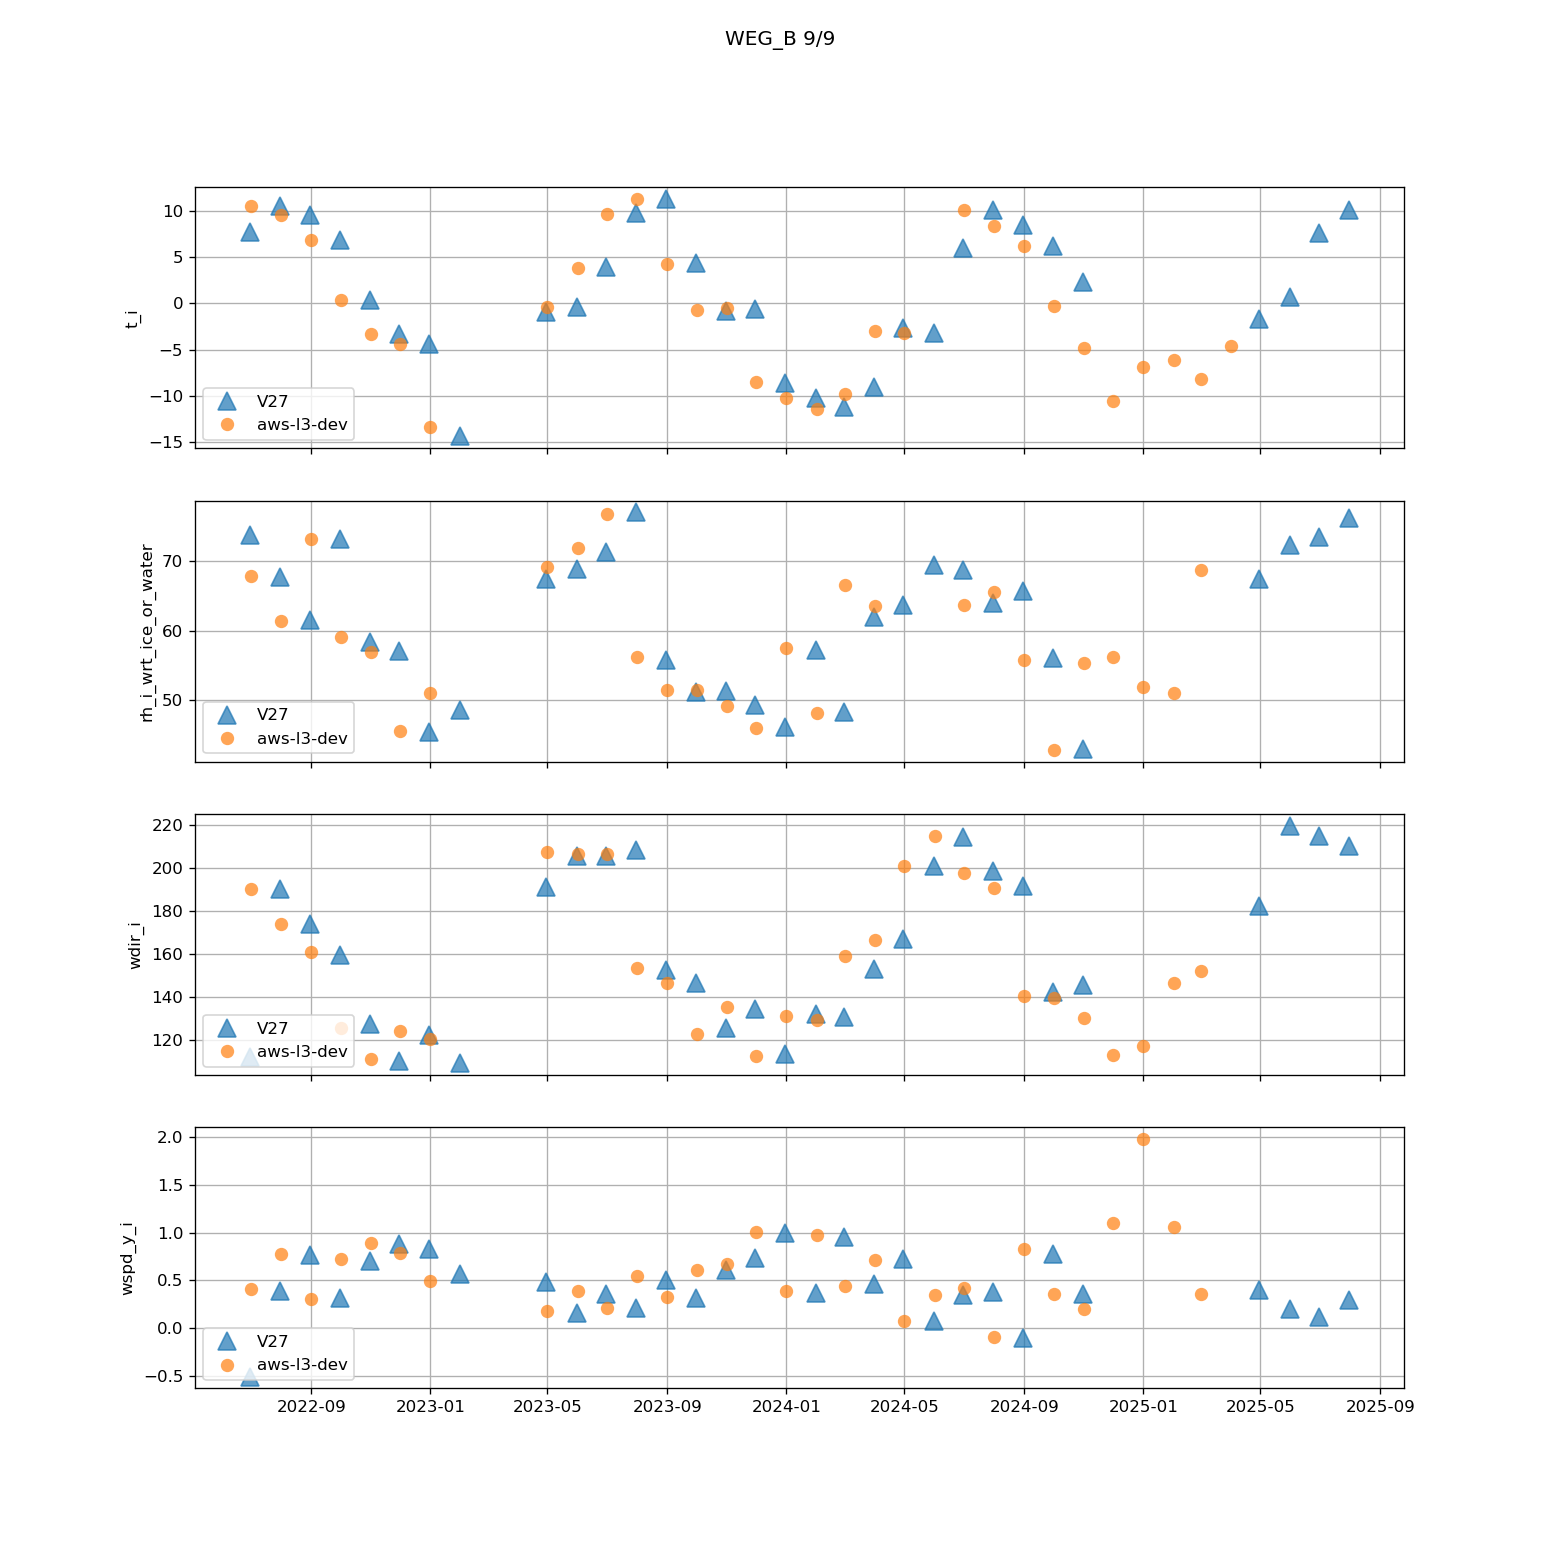 WEG_B 9/9
10
5
0
−5
−10
−15
t_i
V27
aws-l3-dev
70
60
50
rh_i_wrt_ice_or_water
V27
aws-l3-dev
220
200
180
160
140
120
wdir_i
V27
aws-l3-dev
2.0
1.5
1.0
0.5
0.0
−0.5
wspd_y_i
V27
aws-l3-dev
2022-09 2023-01 2023-05 2023-09 2024-01 2024-05 2024-09 2025-01 2025-05 2025-09